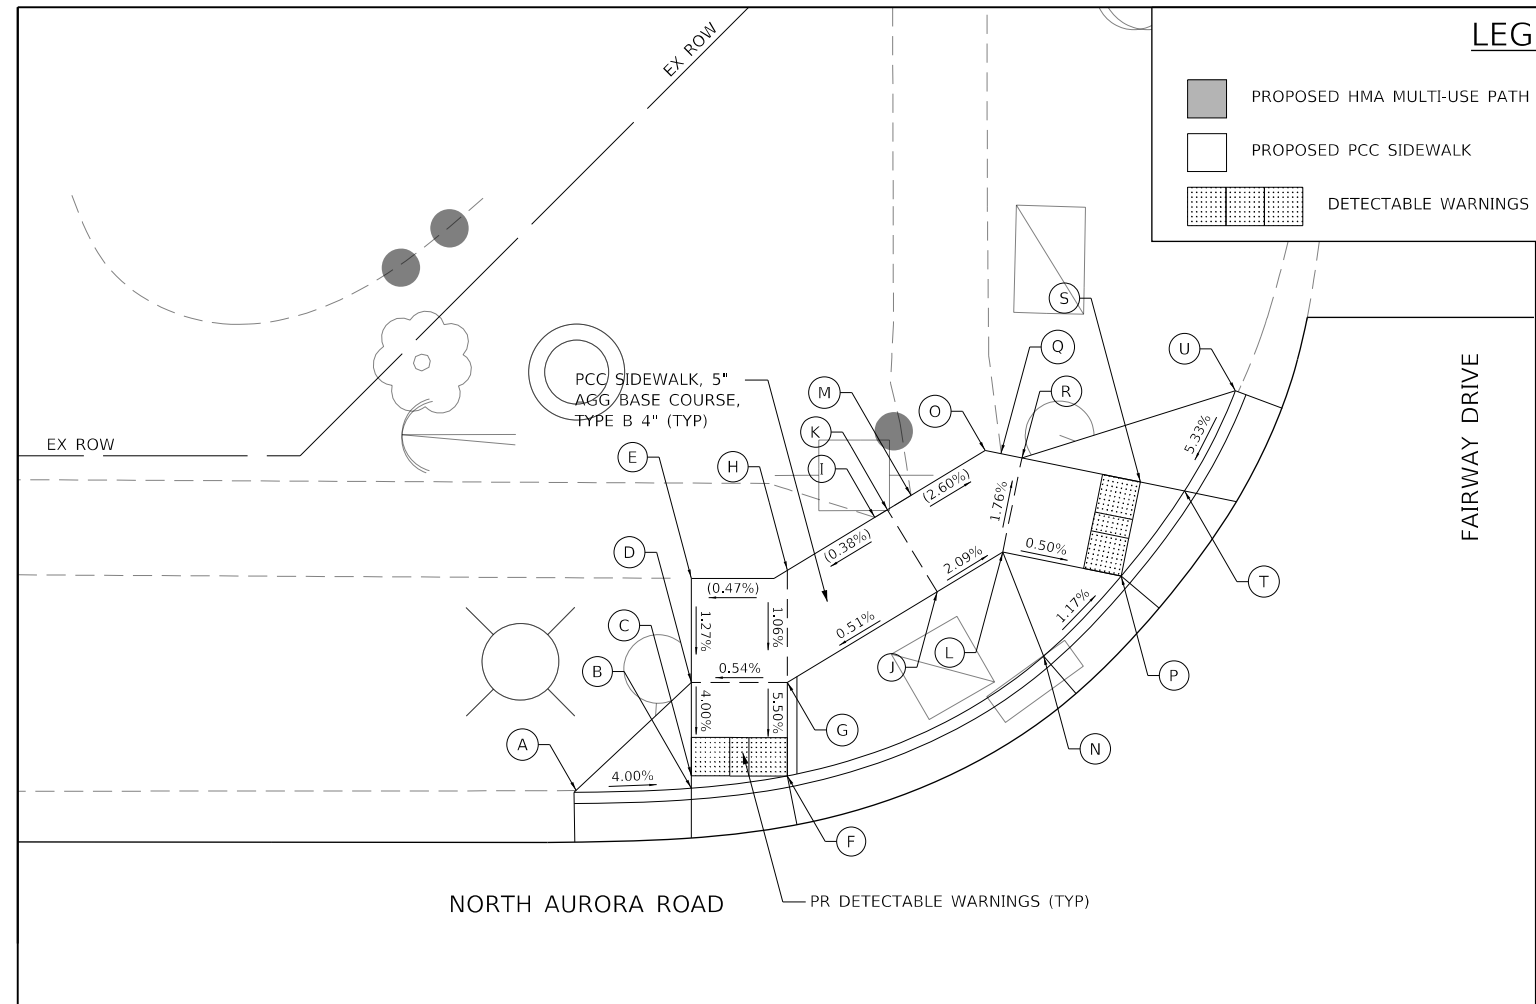 EX ROW
LEG
PROPOSED HMA MULTI-USE PATH
PROPOSED PCC SIDEWALK
DETECTABLE WARNINGS
S
Q
U
R
FAIRWAY DRIVE
PCC SIDEWALK, 5"
AGG BASE COURSE,
TYPE B 4" (TYP)
M
O
K
EX ROW
E
H
I
5.33%
(2.60%)
1.76%
D
(0.38%)
2.09%
0.50%
T
(0.47%)
C
1.27%
1.06%
0.51%
1.17%
B
0.54%
J
L
P
4.00%
5.50%
A
G
N
4.00%
F
NORTH AURORA ROAD
PR DETECTABLE WARNINGS (TYP)